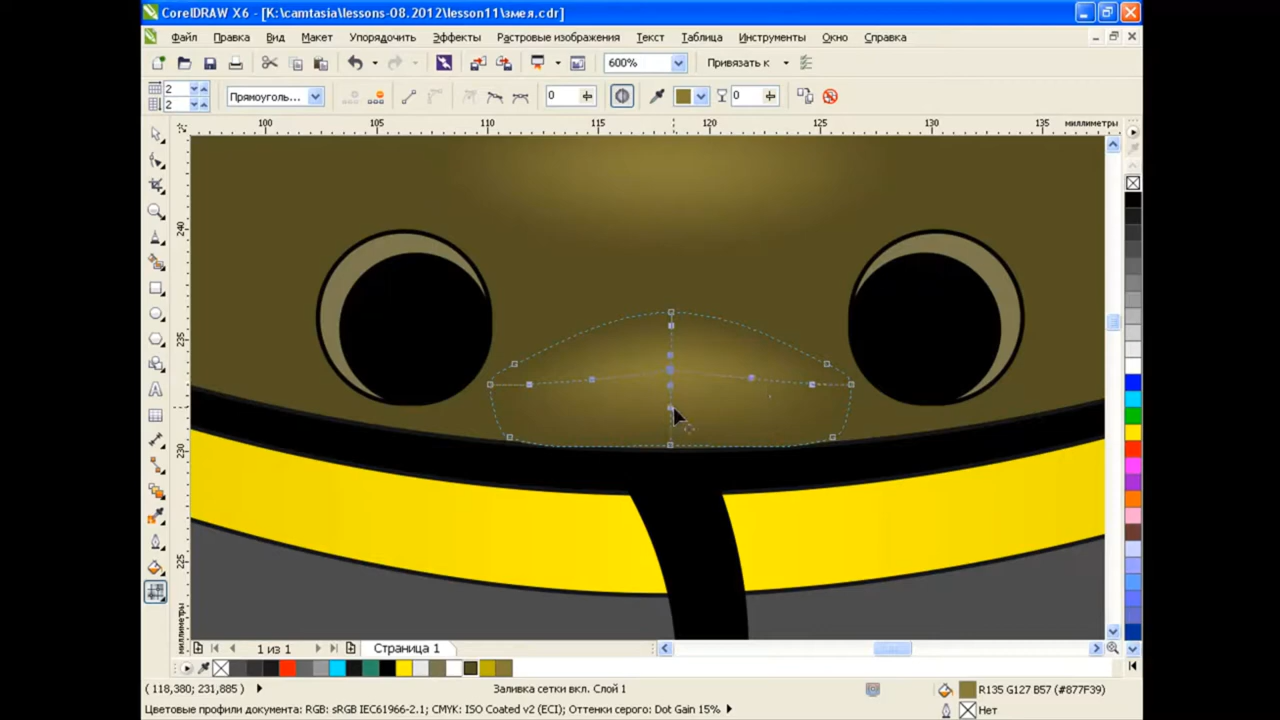 CorelDRAW X6 - [K:\camtasia\lessons-08.2012\lesson11\змея.cdr]
Файл Правка Вид Макет Упорядочить Эффекты Растровые изображения Текст Таблица Инструменты Окно Справка
600% Привязать к
2 Прямоуголь... 0 0
2
100 105 110 115 120 125 130 135 миллиметры
240
235
230
225
миллиметры
1 из 1 Страница 1
(118,380; 231,885) Заливка сетки вкл. Слой 1 R135 G127 B57 (#877F39)
Цветовые профили документа: RGB: sRGB IEC61966-2.1; CMYK: ISO Coated v2 (ECI); Оттенки серого: Dot Gain 15% Нет